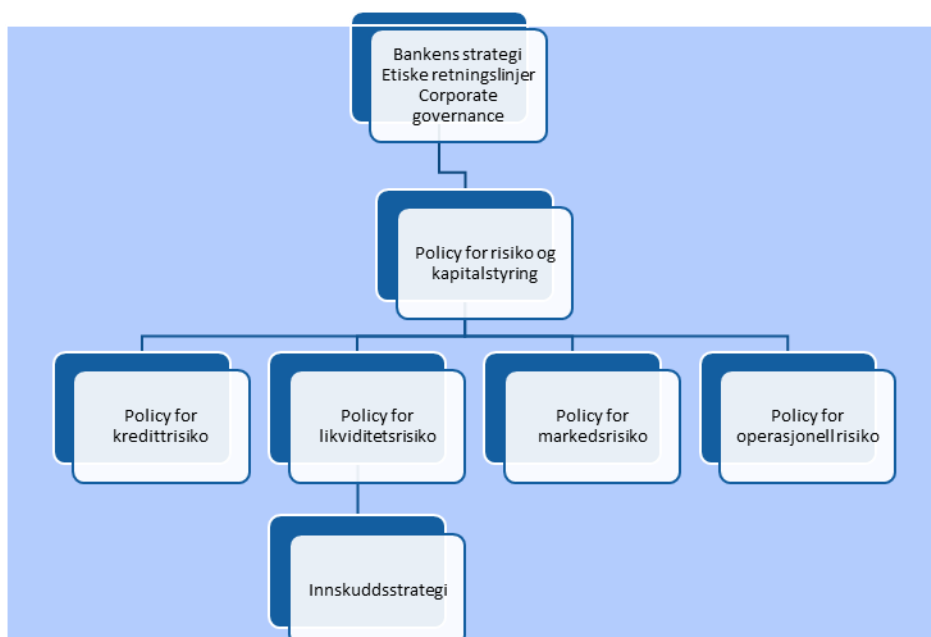 Bankens strategi
Etiske retningslinjer
Corporate
governance
Policy for risiko og
kapitalstyring
Policy for
kredittrisiko
Policy for
likviditetsrisiko
Policy for
markedsrisiko
Policy for
operasjonell risiko
Innskuddsstrategi